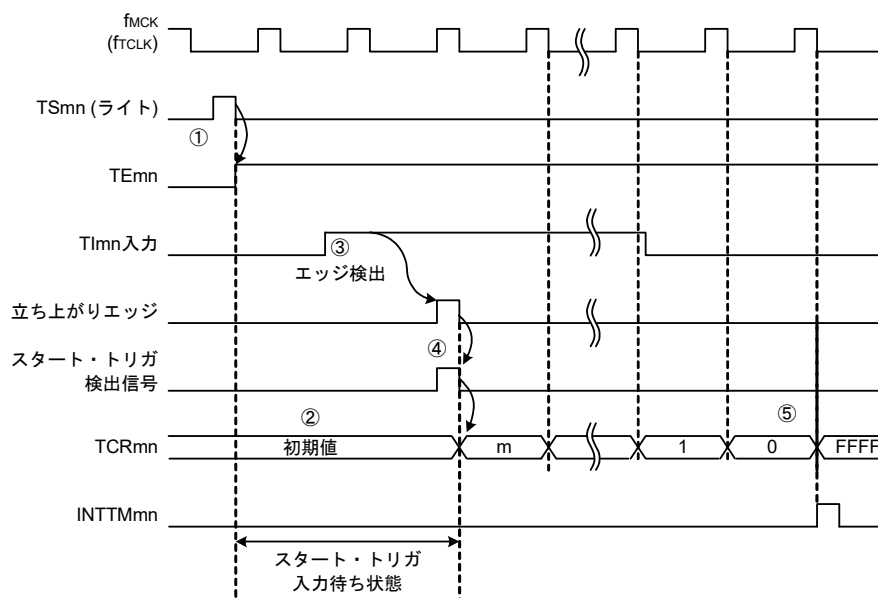 fMCK
(fTCLK)
TSmn (ライト)
①
TEmn
TImn入力
③
エッジ検出
立ち上がりエッジ
④
スタート・トリガ
検出信号
②
⑤
TCRmn
初期値
m
1
0
FFFF
INTTMmn
スタート・トリガ
入力待ち状態